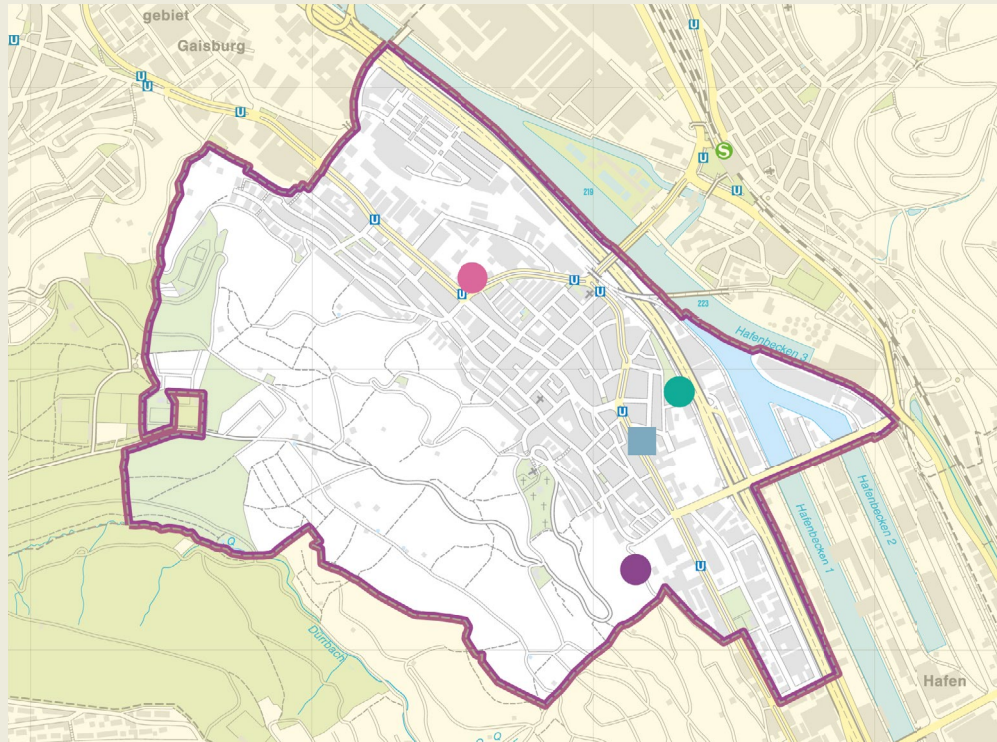 gebiet
Gaisburg
U
U
U
U
U
U
U
S
U
219
U
U
U
U
U
223
Hafenbecken 3
U
Hafenbecken 1
Hafenbecken 2
Q
U
Dürrbach
Hafen
Q
Q